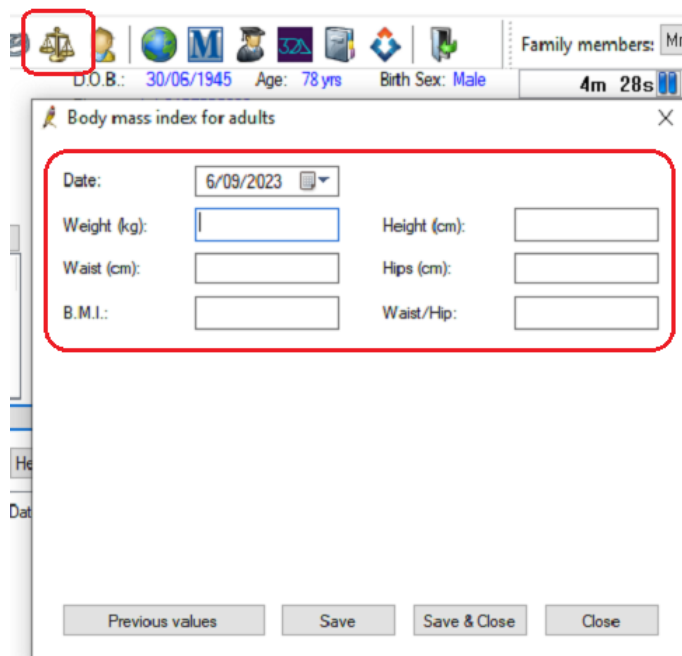 M 32A Family members: Mr
D.O.B.: 30/06/1945 Age: 78 yrs Birth Sex: Male 4m 28s
Body mass index for adults
Date: 6/09/2023
Weight (kg): Height (cm):
Waist (cm): Hips (cm):
B.M.I.: Waist/Hip:
He
Dat
Previous values Save Save & Close Close